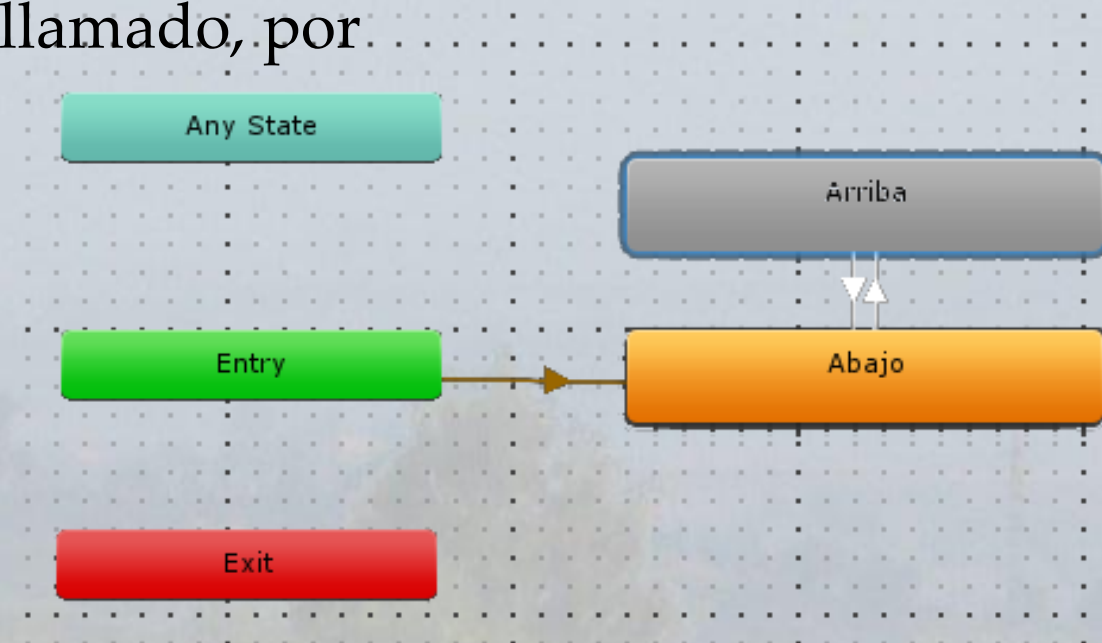 llamado, por
Any State
Arriba
Entry
Abajo
Exit